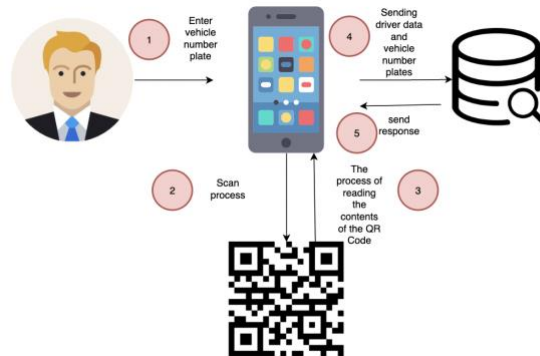 1
Enter
vehicle
number
plate
4
Sending
driver data
and
vehicle
number
plates
5
send
response
2
Scan
process
The
process of
reading
the
contents
of the QR
Code
3